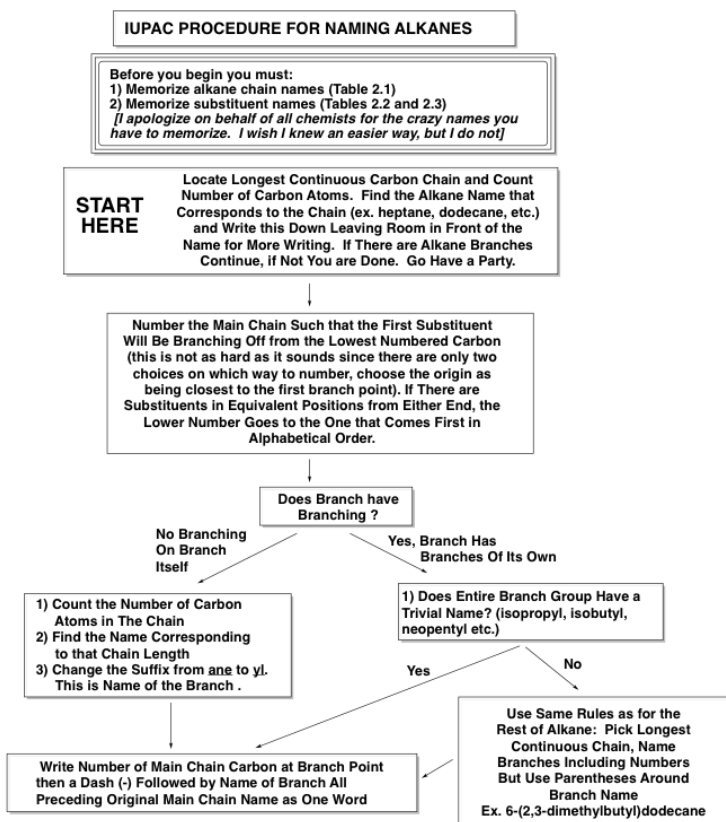 IUPAC PROCEDURE FOR NAMING ALKANES
Before you begin you must:
1) Memorize alkane chain names (Table 2.1)
2) Memorize substituent names (Tables 2.2 and 2.3)
[I apologize on behalf of all chemists for the crazy names you
have to memorize. I wish I knew an easier way, but I do not]
START
HERE
Locate Longest Continuous Carbon Chain and Count
Number of Carbon Atoms. Find the Alkane Name that
Corresponds to the Chain (ex. heptane, dodecane, etc.)
and Write this Down Leaving Room in Front of the
Name for More Writing. If There are Alkane Branches
Continue, if Not You are Done. Go Have a Party.
Number the Main Chain Such that the First Substituent
Will Be Branching Off from the Lowest Numbered Carbon
(this is not as hard as it sounds since there are only two
choices on which way to number, choose the origin as
being closest to the first branch point). If There are
Substituents in Equivalent Positions from Either End, the
Lower Number Goes to the One that Comes First in
Alphabetical Order.
Does Branch have
Branching ?
No Branching
On Branch
Itself
Yes, Branch Has
Branches Of Its Own
1) Count the Number of Carbon
Atoms in The Chain
2) Find the Name Corresponding
to that Chain Length
3) Change the Suffix from ane to yl.
This is Name of the Branch .
1) Does Entire Branch Group Have a
Trivial Name? (isopropyl, isobutyl,
neopentyl etc.)
Yes
No
Write Number of Main Chain Carbon at Branch Point
then a Dash (-) Followed by Name of Branch All
Preceding Original Main Chain Name as One Word
Use Same Rules as for the
Rest of Alkane: Pick Longest
Continuous Chain, Name
Branches Including Numbers
But Use Parentheses Around
Branch Name
Ex. 6-(2,3-dimethylbutyl)dodecane